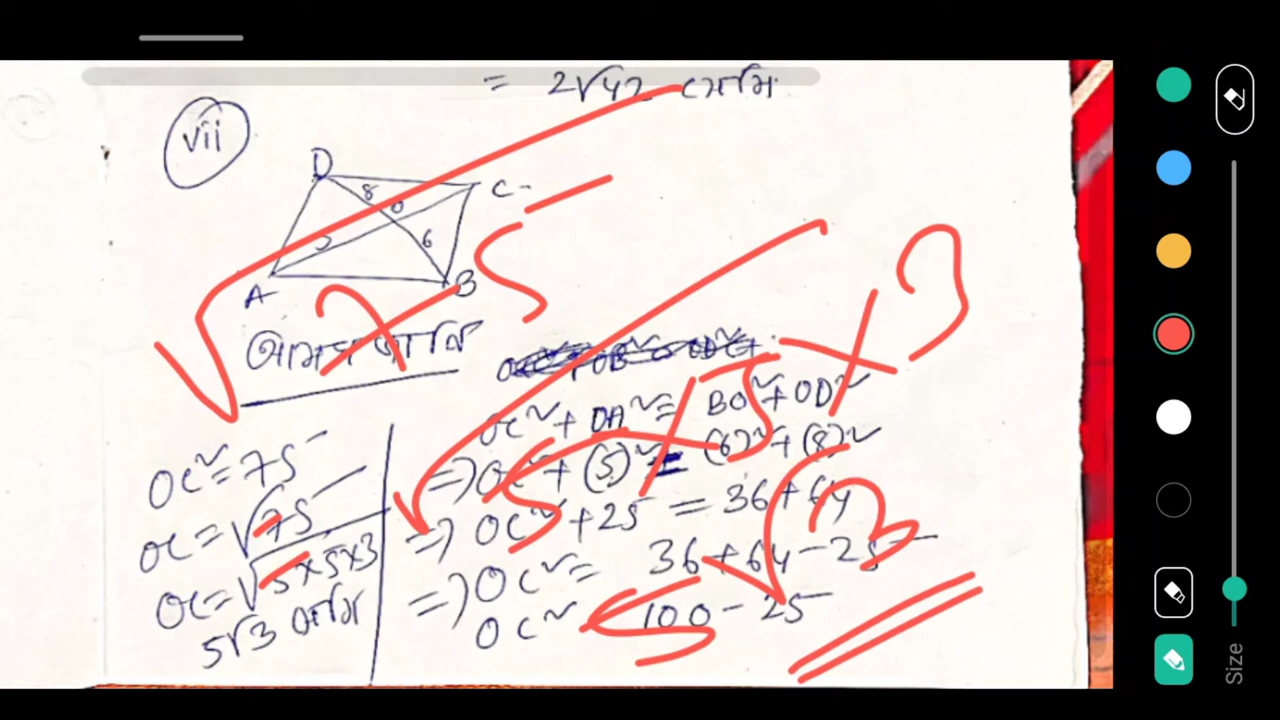 = 2√42 সেমি
vii
D
8
O
C
5
6
A
B
আমরা জানি
OC² + OA² = BO² + OD²
=> OC² + (5)² = (6)² + (8)²
=> OC² + 25 = 36 + 64
=> OC² = 36 + 64 - 25
OC² = 100 - 25
OC² = 75
OC = √75
OC = √5×5×3
5√3 সেমি
√75
√5×5×3
5√3
Size